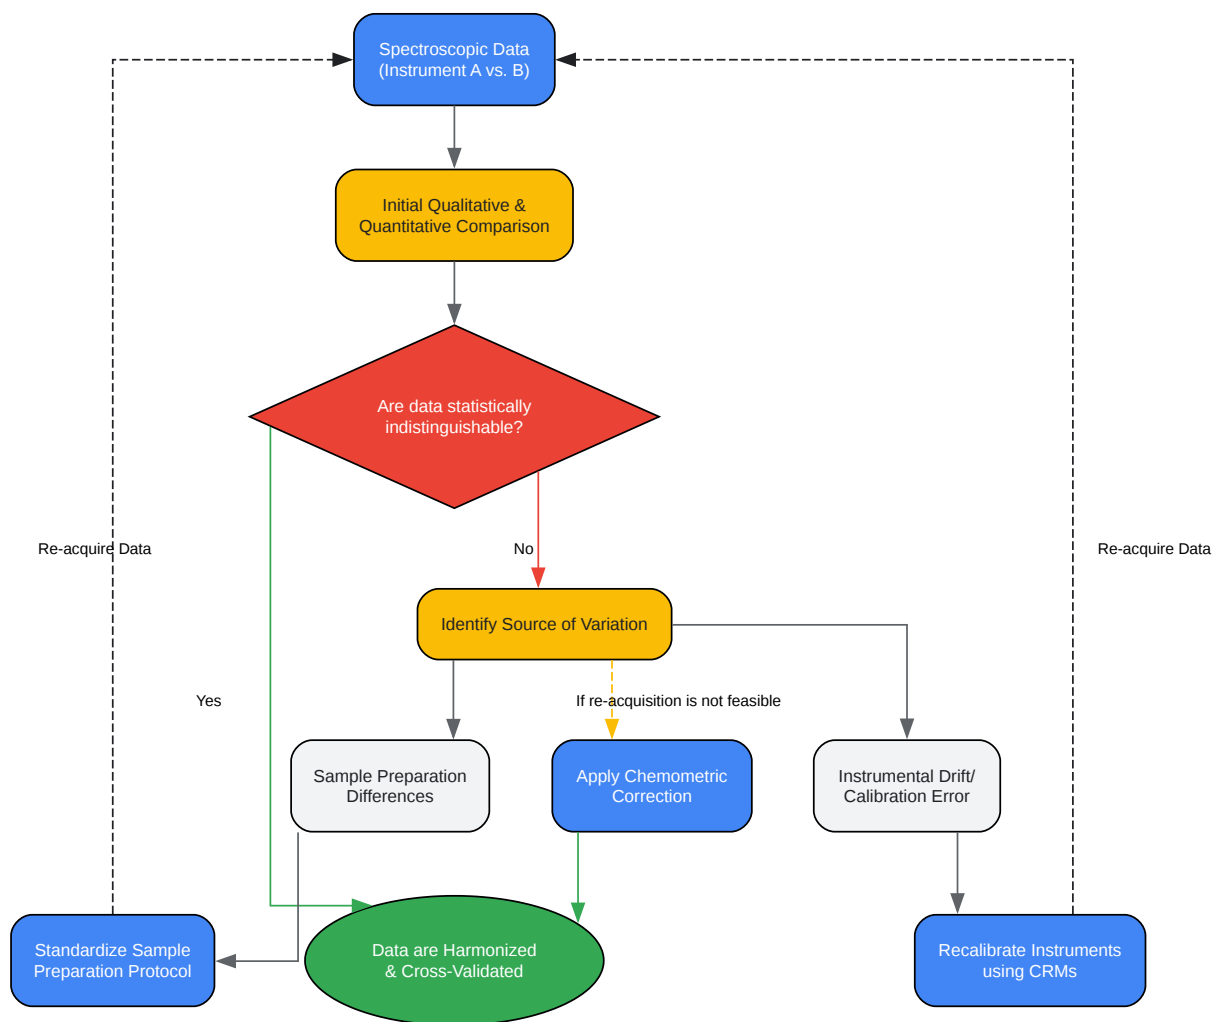 Spectroscopic Data
(Instrument A vs. B)
Initial Qualitative &
Quantitative Comparison
Are data statistically
indistinguishable?
Re-acquire Data
No
Re-acquire Data
Identify Source of Variation
Yes
If re-acquisition is not feasible
Sample Preparation
Differences
Apply Chemometric
Correction
Instrumental Drift/
Calibration Error
Standardize Sample
Preparation Protocol
Data are Harmonized
& Cross-Validated
Recalibrate Instruments
using CRMs